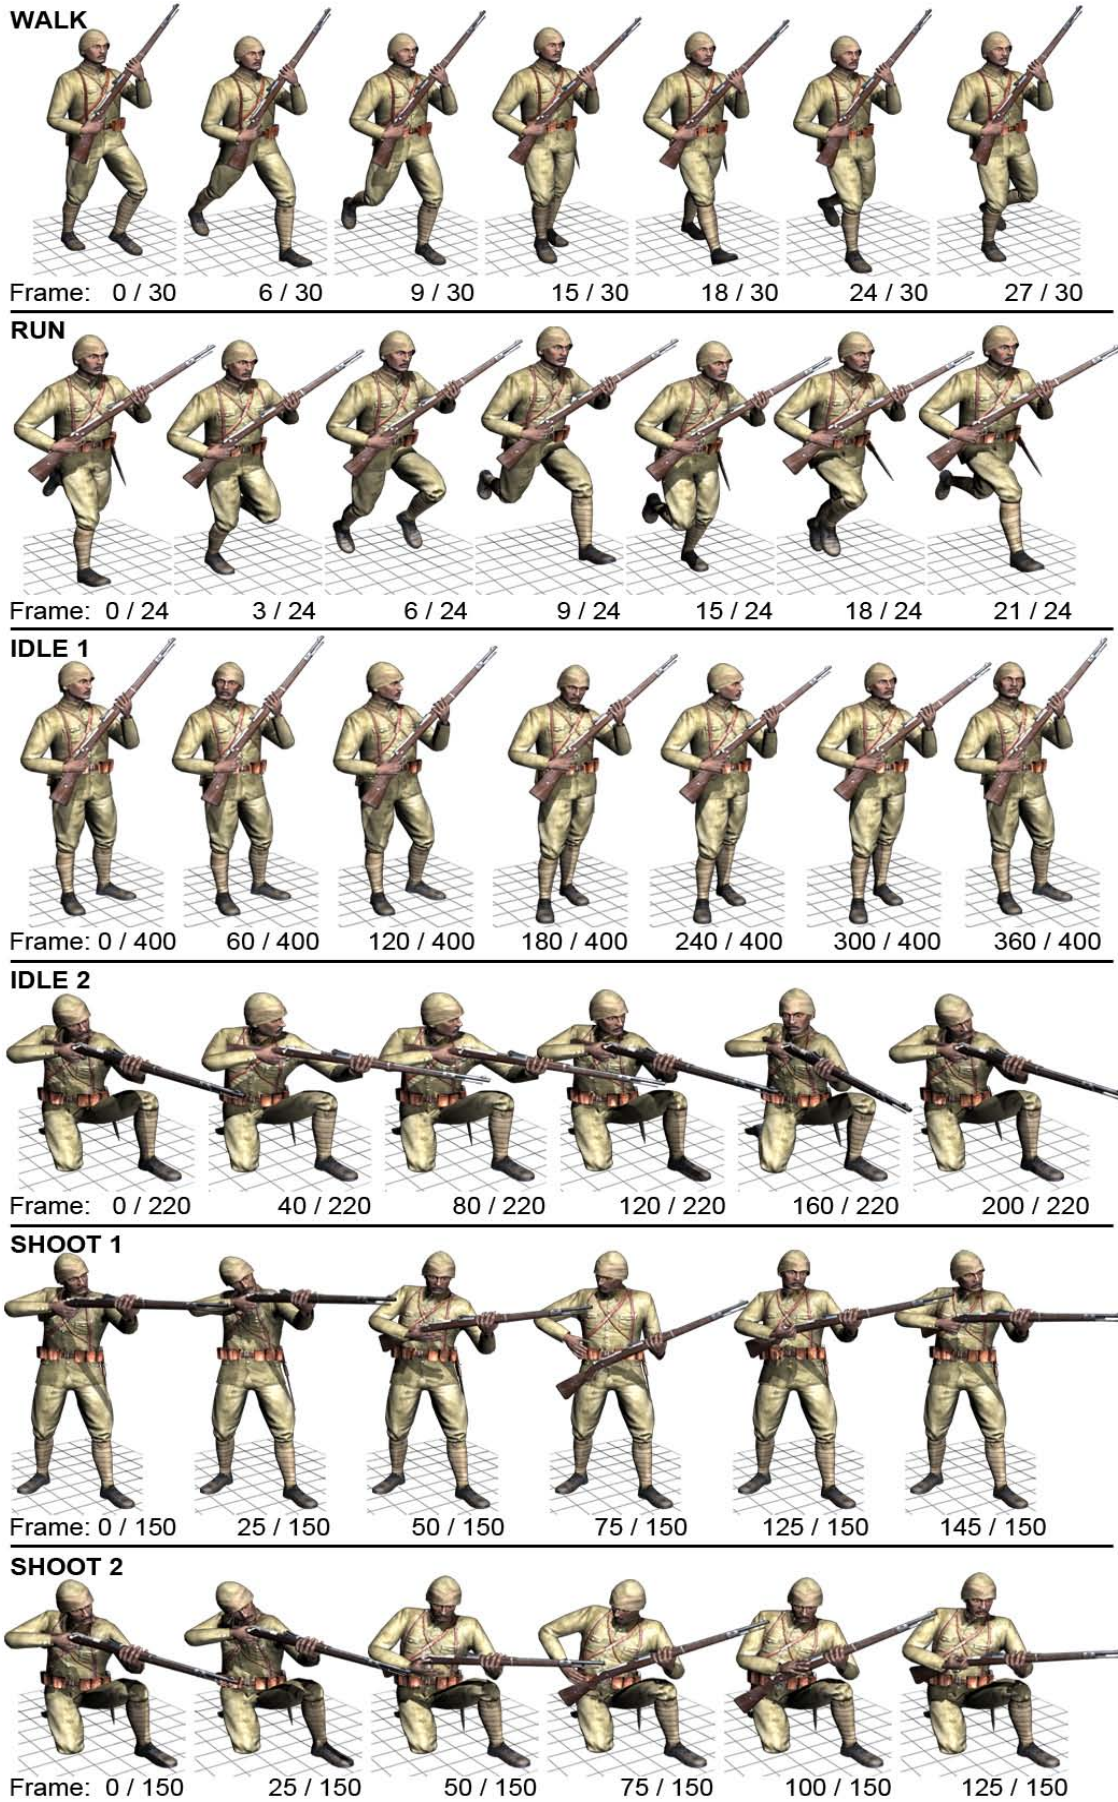 WALK
Frame: 0 / 30 6 / 30 9 / 30 15 / 30 18 / 30 24 / 30 27 / 30
RUN
Frame: 0 / 24 3 / 24 6 / 24 9 / 24 15 / 24 18 / 24 21 / 24
IDLE 1
Frame: 0 / 400 60 / 400 120 / 400 180 / 400 240 / 400 300 / 400 360 / 400
IDLE 2
Frame: 0 / 220 40 / 220 80 / 220 120 / 220 160 / 220 200 / 220
SHOOT 1
Frame: 0 / 150 25 / 150 50 / 150 75 / 150 125 / 150 145 / 150
SHOOT 2
Frame: 0 / 150 25 / 150 50 / 150 75 / 150 100 / 150 125 / 150